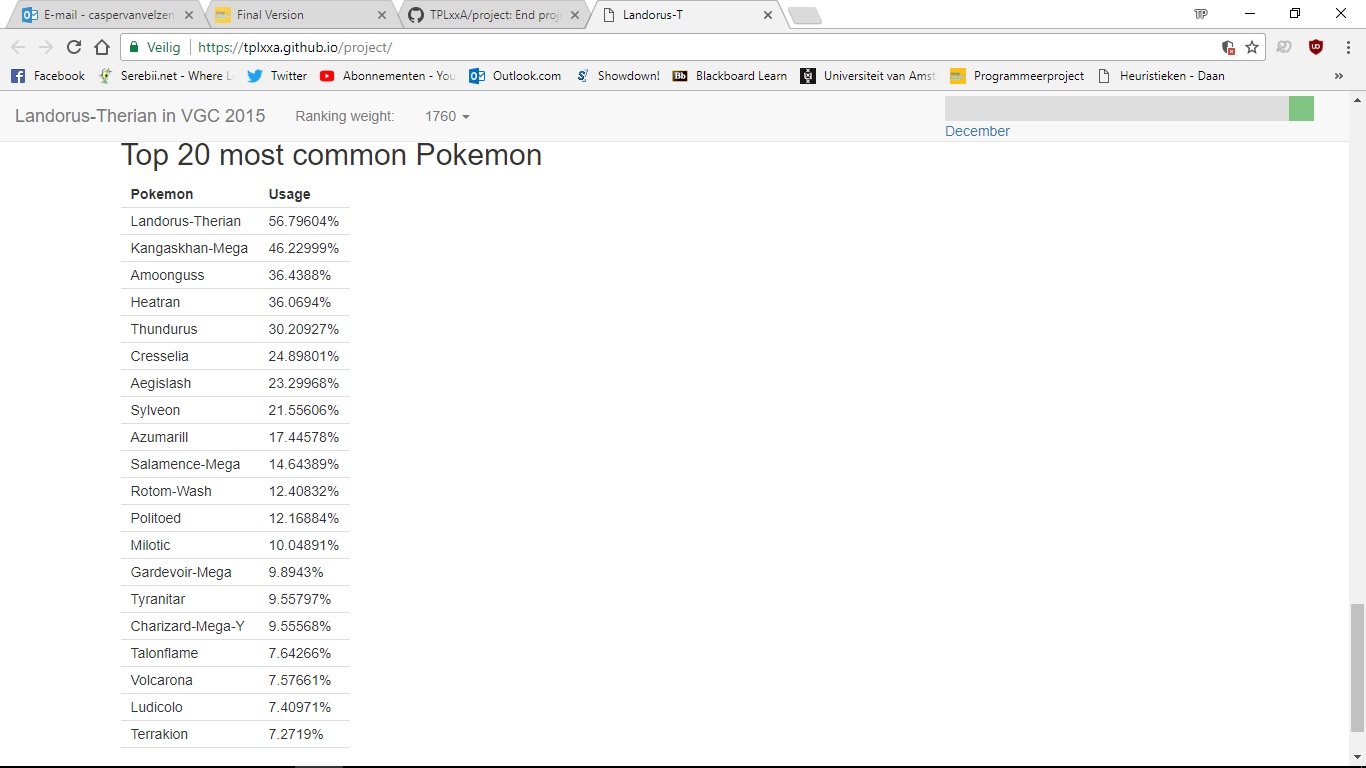 E-mail - caspervanvelzen
Final Version
TPLxxA/project: End proj
Landorus-T
Veilig
https://tplxxa.github.io/project/
Facebook
Serebii.net - Where L
Twitter
Abonnementen - You
Outlook.com
Showdown!
Bb
Blackboard Learn
Universiteit van Amst
Programmeerproject
Heuristieken - Daan
»
Landorus-Therian in VGC 2015
Ranking weight:
1760
December
Top 20 most common Pokemon
Pokemon Usage
Landorus-Therian 56.79604%
Kangaskhan-Mega 46.22999%
Amoonguss 36.4388%
Heatran 36.0694%
Thundurus 30.20927%
Cresselia 24.89801%
Aegislash 23.29968%
Sylveon 21.55606%
Azumarill 17.44578%
Salamence-Mega 14.64389%
Rotom-Wash 12.40832%
Politoed 12.16884%
Milotic 10.04891%
Gardevoir-Mega 9.8943%
Tyranitar 9.55797%
Charizard-Mega-Y 9.55568%
Talonflame 7.64266%
Volcarona 7.57661%
Ludicolo 7.40971%
Terrakion 7.2719%